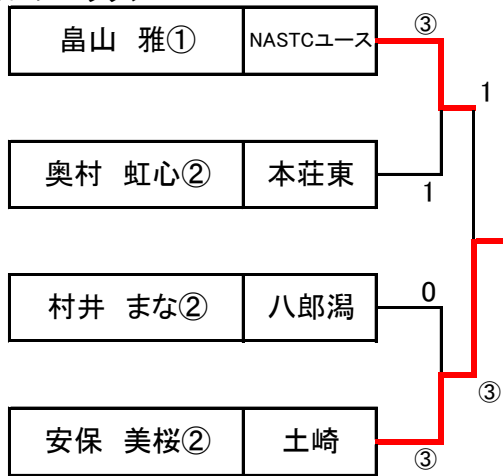 畠山 雅① NASTCユース ③
1
奥村 虹心② 本荘東 1
村井 まな② 八郎潟 0
③
安保 美桜② 土崎 ③